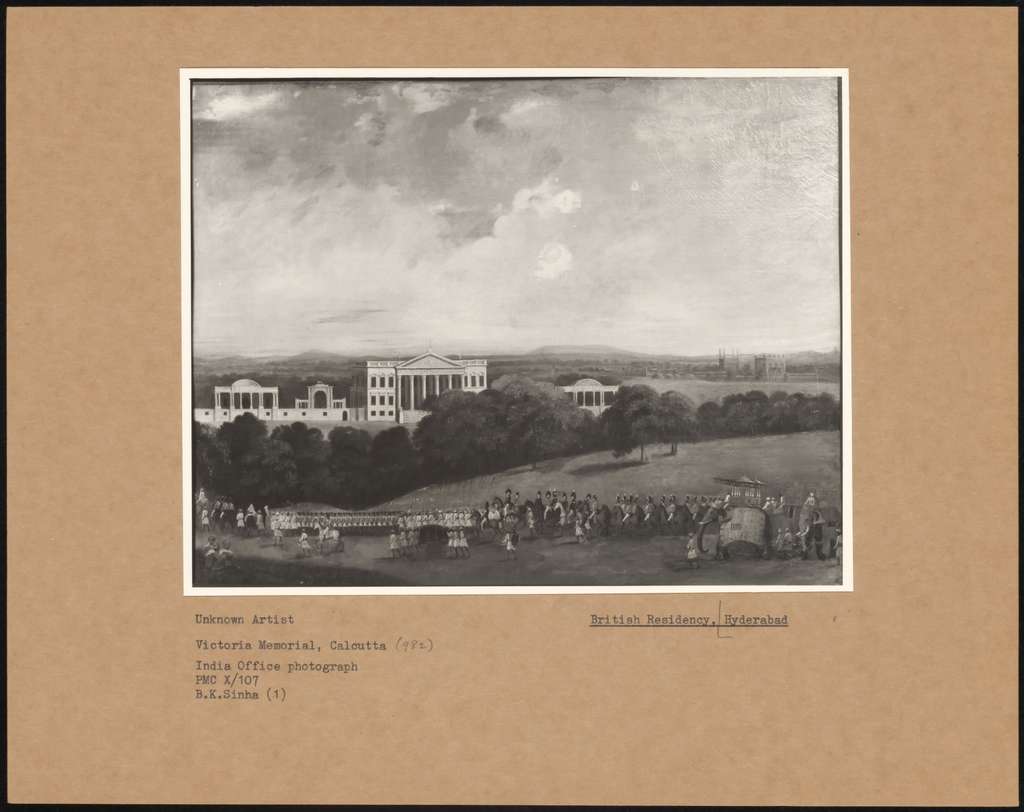 Unknown Artist
British Residency, Hyderabad
Victoria Memorial, Calcutta (982)
India Office photograph
PMC X/107
B.K.Sinha (1)